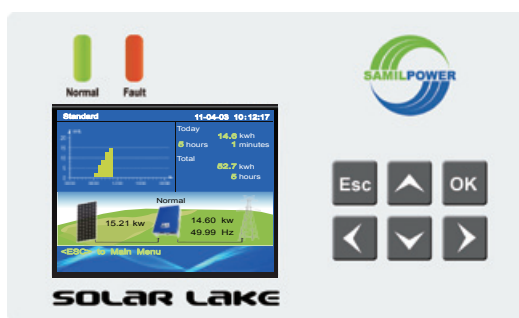 Normal Fault
SAMILPOWER
Standard 11-04-03 10:12:17
Today
14.6 kwh
5 hours 1 minutes
Total
52.7 kwh
6 hours
Normal
15.21 kw
14.60 kw
49.99 Hz
<ESC> to Main Menu
Esc OK
SOLAR LAKE